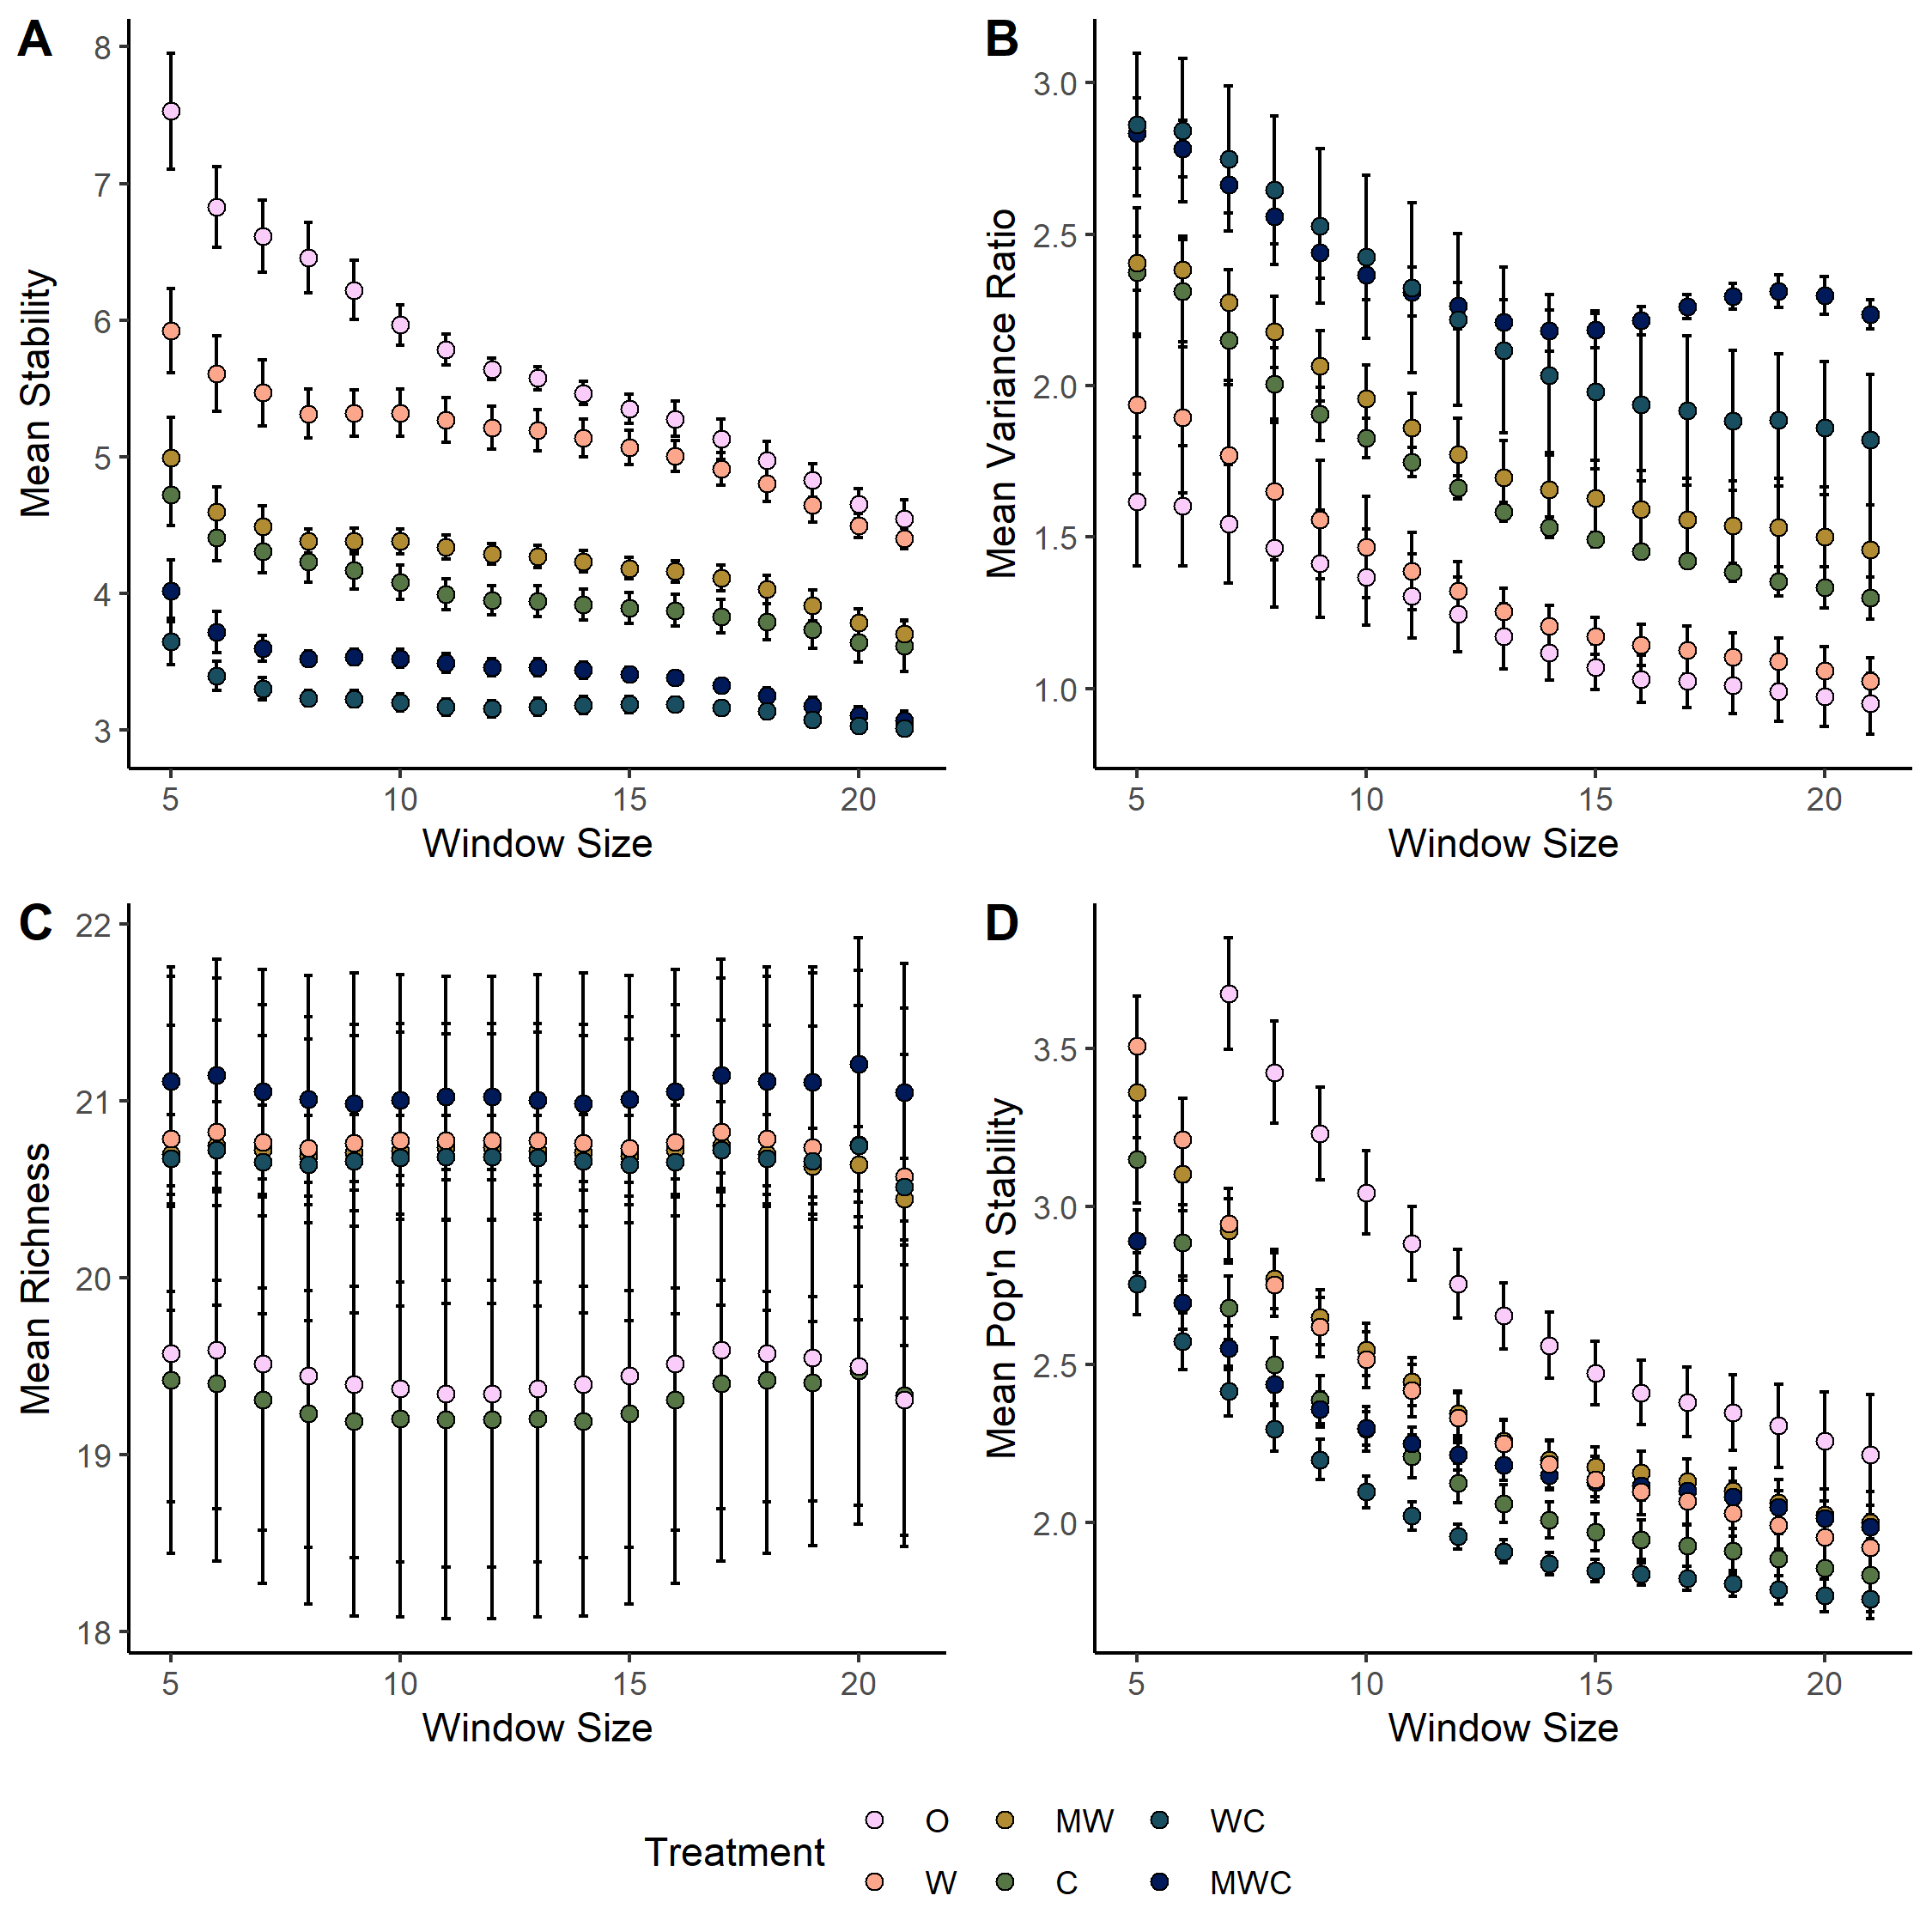 A
Mean Stability
8
7
6
5
4
3
5 10 15 20
Window Size
B
Mean Variance Ratio
3.0
2.5
2.0
1.5
1.0
5 10 15 20
Window Size
C
Mean Richness
22
21
20
19
18
5 10 15 20
Window Size
D
Mean Pop'n Stability
3.5
3.0
2.5
2.0
5 10 15 20
Window Size
Treatment
O MW WC
W C MWC